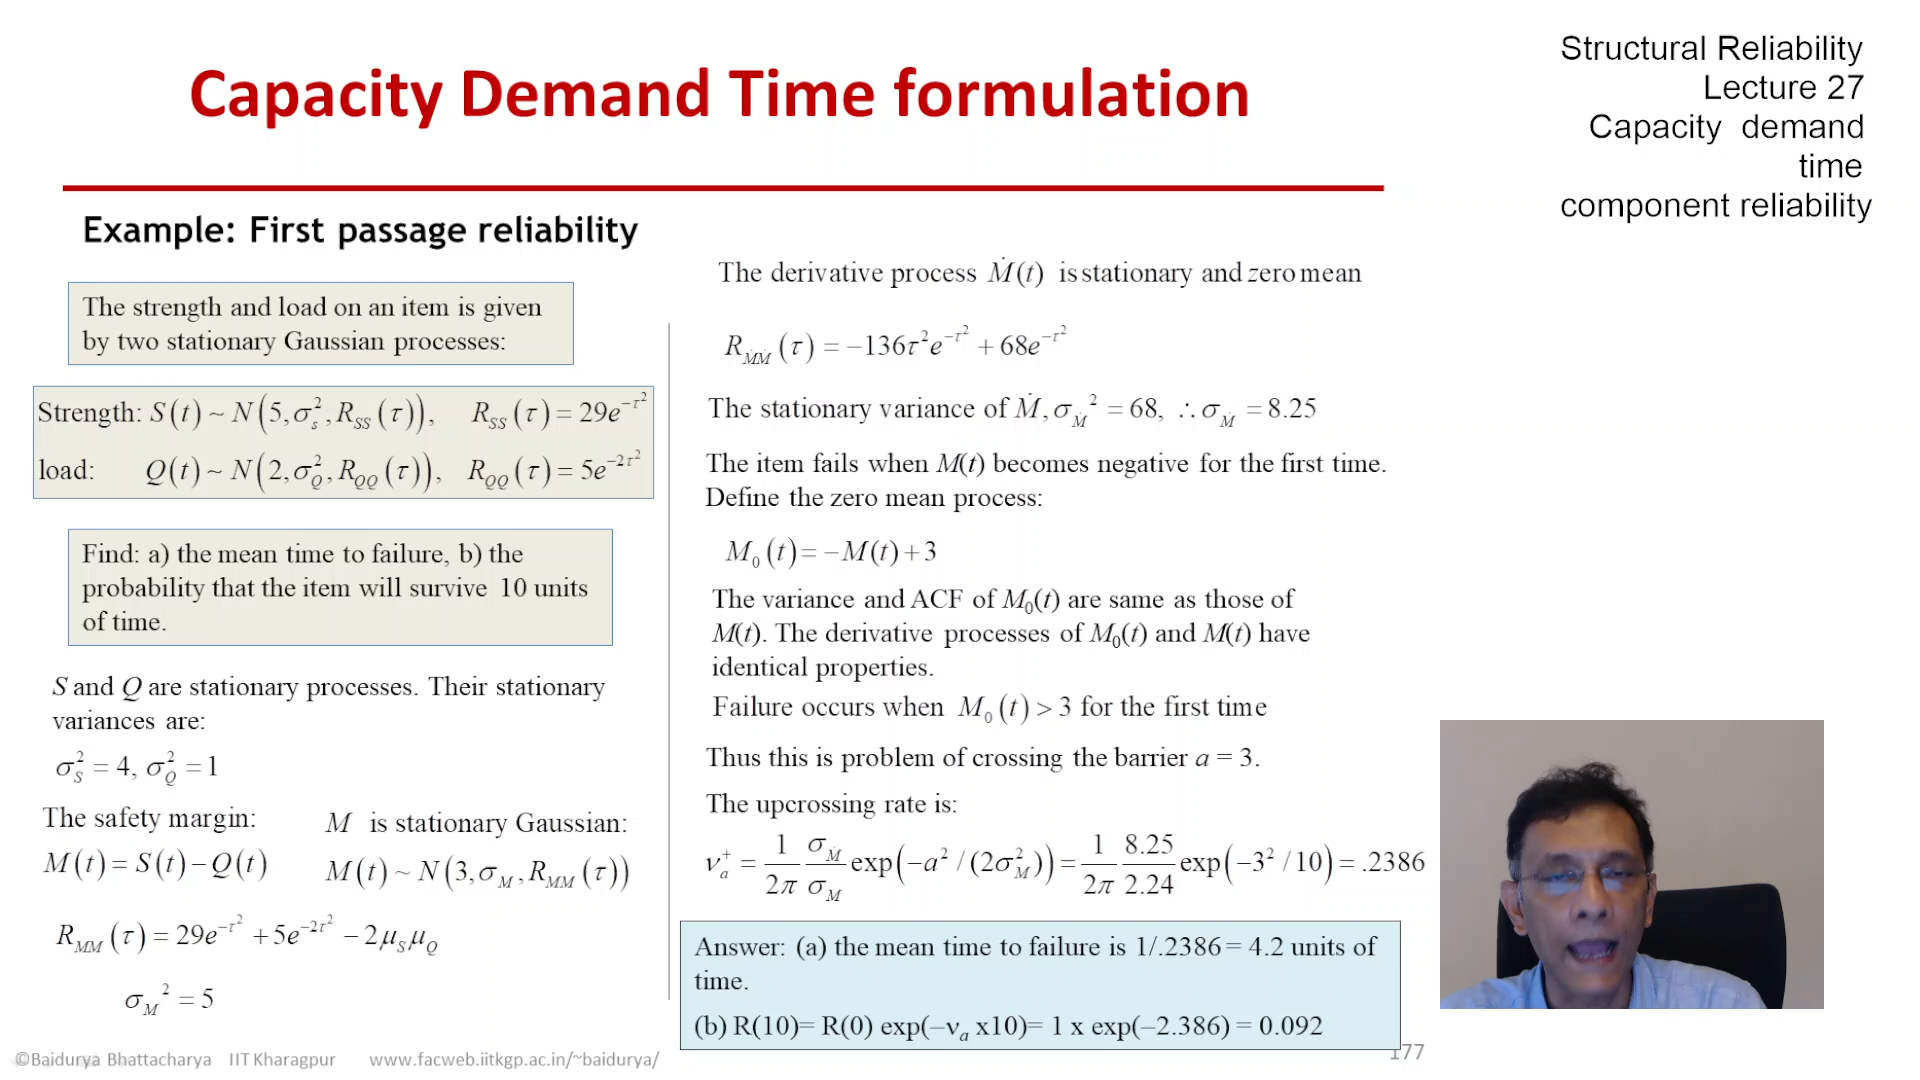 Capacity Demand Time formulation
Structural Reliability
Lecture 27
Capacity demand
time
component reliability
Example: First passage reliability
The strength and load on an item is given
by two stationary Gaussian processes:
Strength: S(t) ~ N(5, σ_s², R_SS(τ)), R_SS(τ) = 29e^{−τ²}
load: Q(t) ~ N(2, σ_Q², R_QQ(τ)), R_QQ(τ) = 5e^{−2τ²}
Find: a) the mean time to failure, b) the
probability that the item will survive 10 units
of time.
S and Q are stationary processes. Their stationary
variances are:
σ_S² = 4, σ_Q² = 1
The safety margin:
M(t) = S(t) − Q(t)
M is stationary Gaussian:
M(t) ~ N(3, σ_M, R_MM(τ))
R_MM(τ) = 29e^{−τ²} + 5e^{−2τ²} − 2μ_Sμ_Q
σ_M² = 5
The derivative process Ṁ(t) is stationary and zero mean
R_ṀṀ(τ) = −136τ²e^{−τ²} + 68e^{−τ²}
The stationary variance of Ṁ, σ_Ṁ² = 68, ∴ σ_Ṁ = 8.25
The item fails when M(t) becomes negative for the first time.
Define the zero mean process:
M₀(t) = −M(t) + 3
The variance and ACF of M₀(t) are same as those of
M(t). The derivative processes of M₀(t) and M(t) have
identical properties.
Failure occurs when M₀(t) > 3 for the first time
Thus this is problem of crossing the barrier a = 3.
The upcrossing rate is:
ν_a⁺ = 1/2π σ_Ṁ/σ_M exp(−a² / (2σ_M²)) = 1/2π 8.25/2.24 exp(−3² / 10) = .2386
Answer: (a) the mean time to failure is 1/.2386 = 4.2 units of
time.
(b) R(10)= R(0) exp(−ν_a x10)= 1 x exp(−2.386) = 0.092
©Baidurya Bhattacharya IIT Kharagpur www.facweb.iitkgp.ac.in/~baidurya/
177